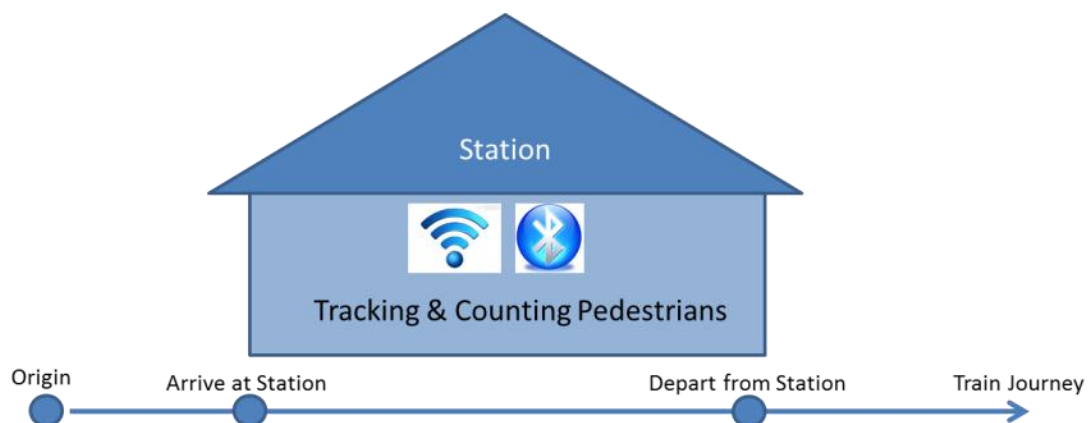 Station
Tracking & Counting Pedestrians
Origin
Arrive at Station
Depart from Station
Train Journey